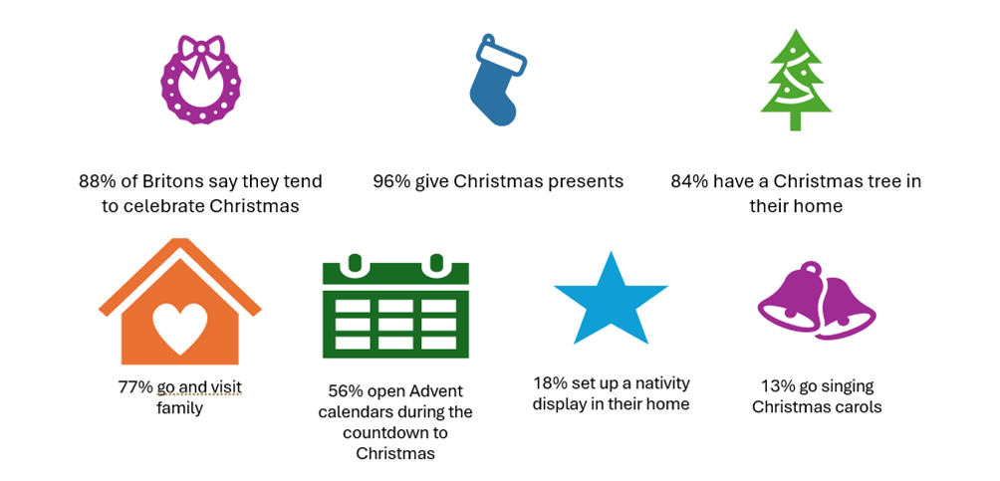 88% of Britons say they tend
to celebrate Christmas
96% give Christmas presents
84% have a Christmas tree in
their home
77% go and visit
family
56% open Advent
calendars during the
countdown to
Christmas
18% set up a nativity
display in their home
13% go singing
Christmas carols